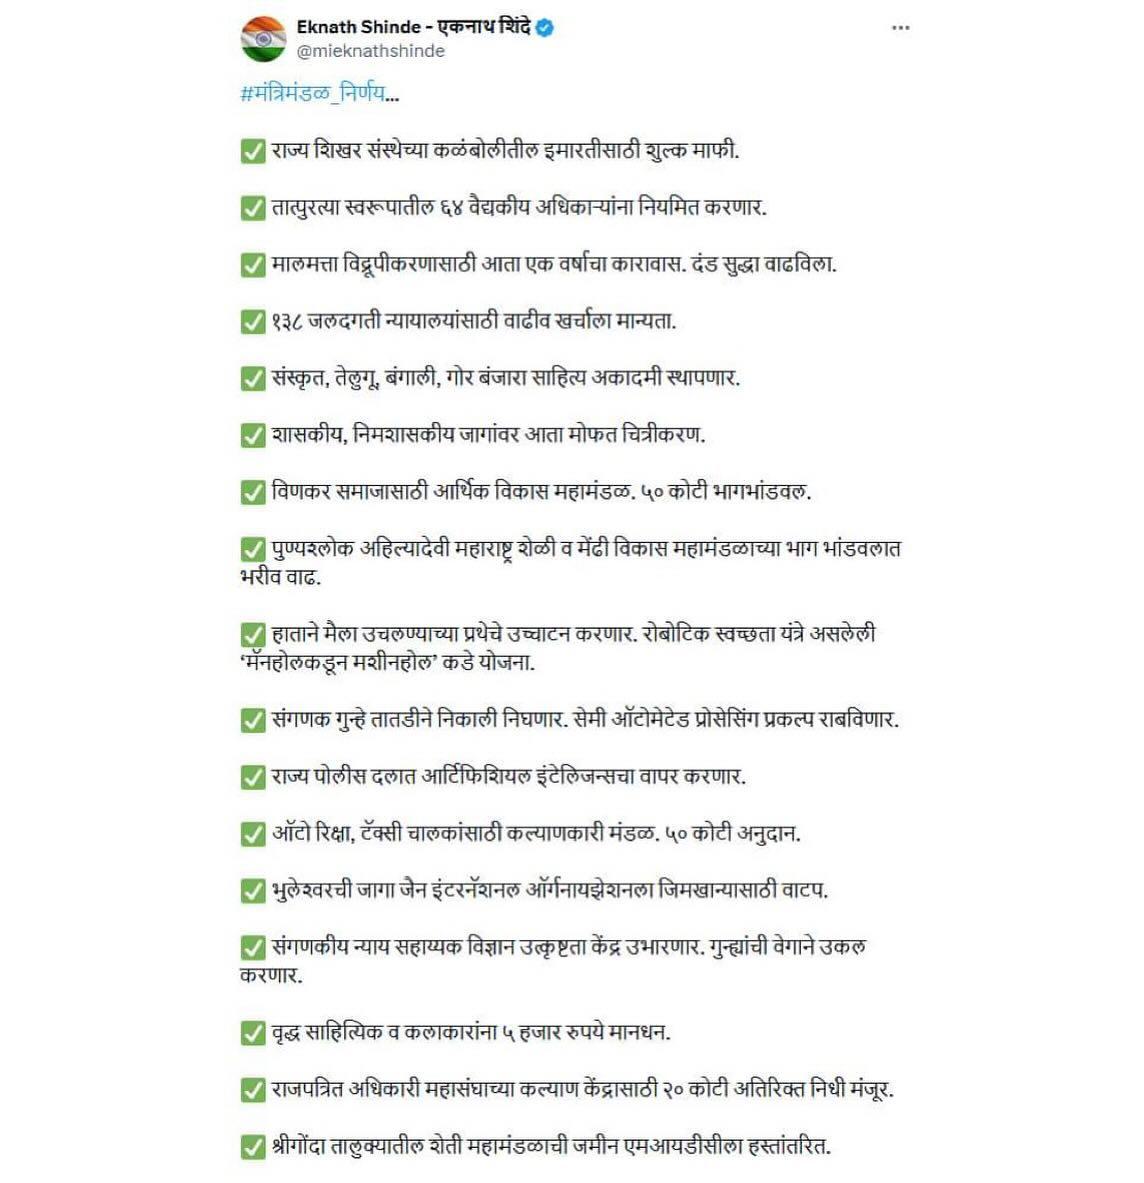 Eknath Shinde - एकनाथ शिंदे
@mieknathshinde
#मंत्रिमंडळ_निर्णय...
✅ राज्य शिखर संस्थेच्या कळंबोलीतील इमारतीसाठी शुल्क माफी.
✅ तात्पुरत्या स्वरूपातील ६४ वैद्यकीय अधिकाऱ्यांना नियमित करणार.
✅ मालमत्ता विद्रूपीकरणासाठी आता एक वर्षाचा कारावास. दंड सुद्धा वाढविला.
✅ १३८ जलदगती न्यायालयांसाठी वाढीव खर्चाला मान्यता.
✅ संस्कृत, तेलुगू, बंगाली, गोर बंजारा साहित्य अकादमी स्थापणार.
✅ शासकीय, निमशासकीय जागांवर आता मोफत चित्रीकरण.
✅ विणकर समाजासाठी आर्थिक विकास महामंडळ. ५० कोटी भागभांडवल.
✅ पुण्यश्लोक अहिल्यादेवी महाराष्ट्र शेळी व मेंढी विकास महामंडळाच्या भाग भांडवलात
भरीव वाढ.
✅ हाताने मैला उचलण्याच्या प्रथेचे उच्चाटन करणार. रोबोटिक स्वच्छता यंत्रे असलेली
‘मॅनहोलकडून मशीनहोल’ कडे योजना.
✅ संगणक गुन्हे तातडीने निकाली निघणार. सेमी ऑटोमेटेड प्रोसेसिंग प्रकल्प राबविणार.
✅ राज्य पोलीस दलात आर्टिफिशियल इंटेलिजन्सचा वापर करणार.
✅ ऑटो रिक्षा, टॅक्सी चालकांसाठी कल्याणकारी मंडळ. ५० कोटी अनुदान.
✅ भुलेश्वरची जागा जैन इंटरनॅशनल ऑर्गनायझेशनला जिमखान्यासाठी वाटप.
✅ संगणकीय न्याय सहाय्यक विज्ञान उत्कृष्टता केंद्र उभारणार. गुन्ह्यांची वेगाने उकल
करणार.
✅ वृद्ध साहित्यिक व कलाकारांना ५ हजार रुपये मानधन.
✅ राजपत्रित अधिकारी महासंघाच्या कल्याण केंद्रासाठी २० कोटी अतिरिक्त निधी मंजूर.
✅ श्रीगोंदा तालुक्यातील शेती महामंडळाची जमीन एमआयडीसीला हस्तांतरित.